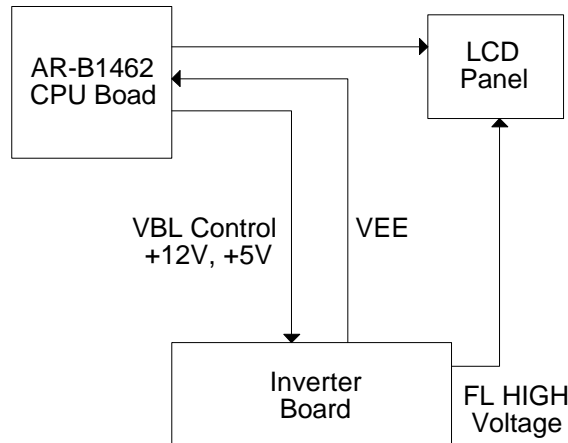 AR-B1462
CPU Boad
LCD
Panel
VBL Control
+12V, +5V
VEE
Inverter
Board
FL HIGH
Voltage